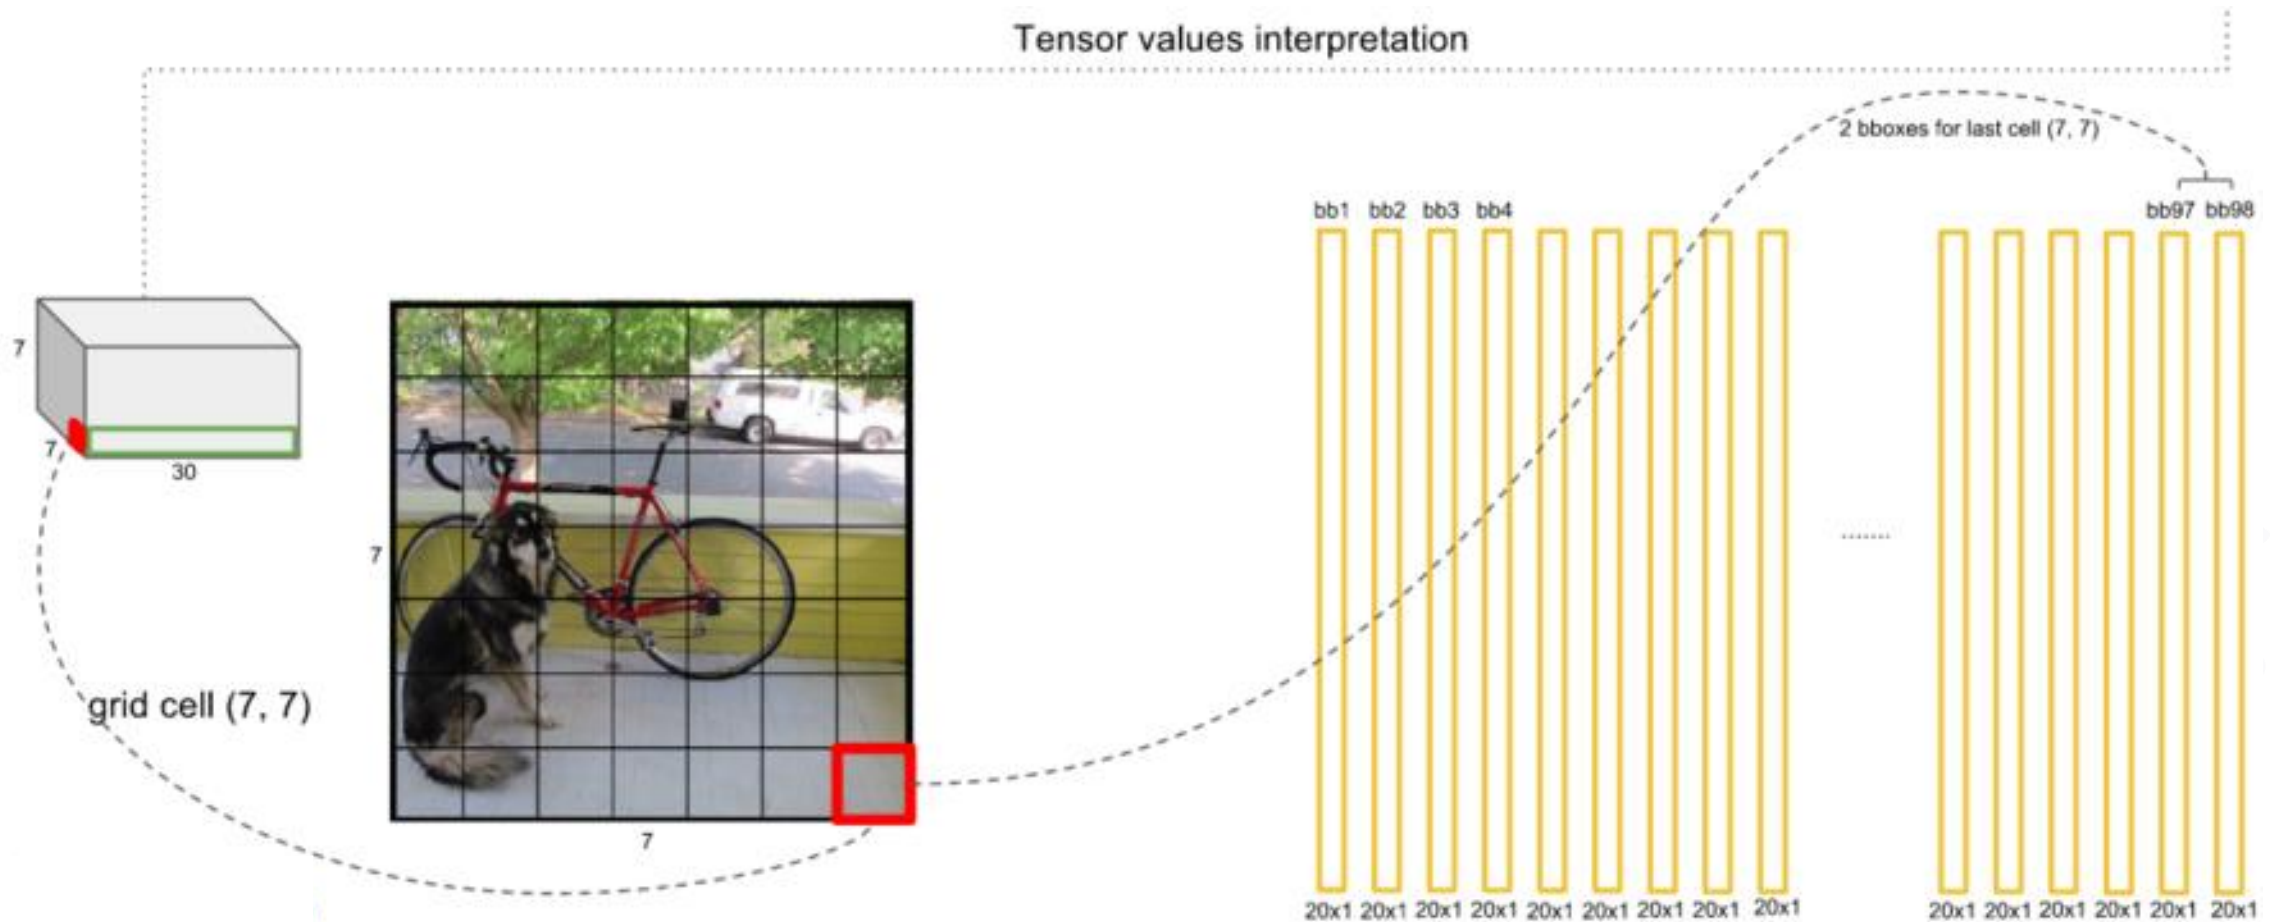 Tensor values interpretation
2 bboxes for last cell (7, 7)
bb1 bb2 bb3 bb4 bb97 bb98
7
7
30
7
grid cell (7, 7)
7
.......
20x1 20x1 20x1 20x1 20x1 20x1 20x1 20x1 20x1 20x1 20x1 20x1 20x1 20x1 20x1